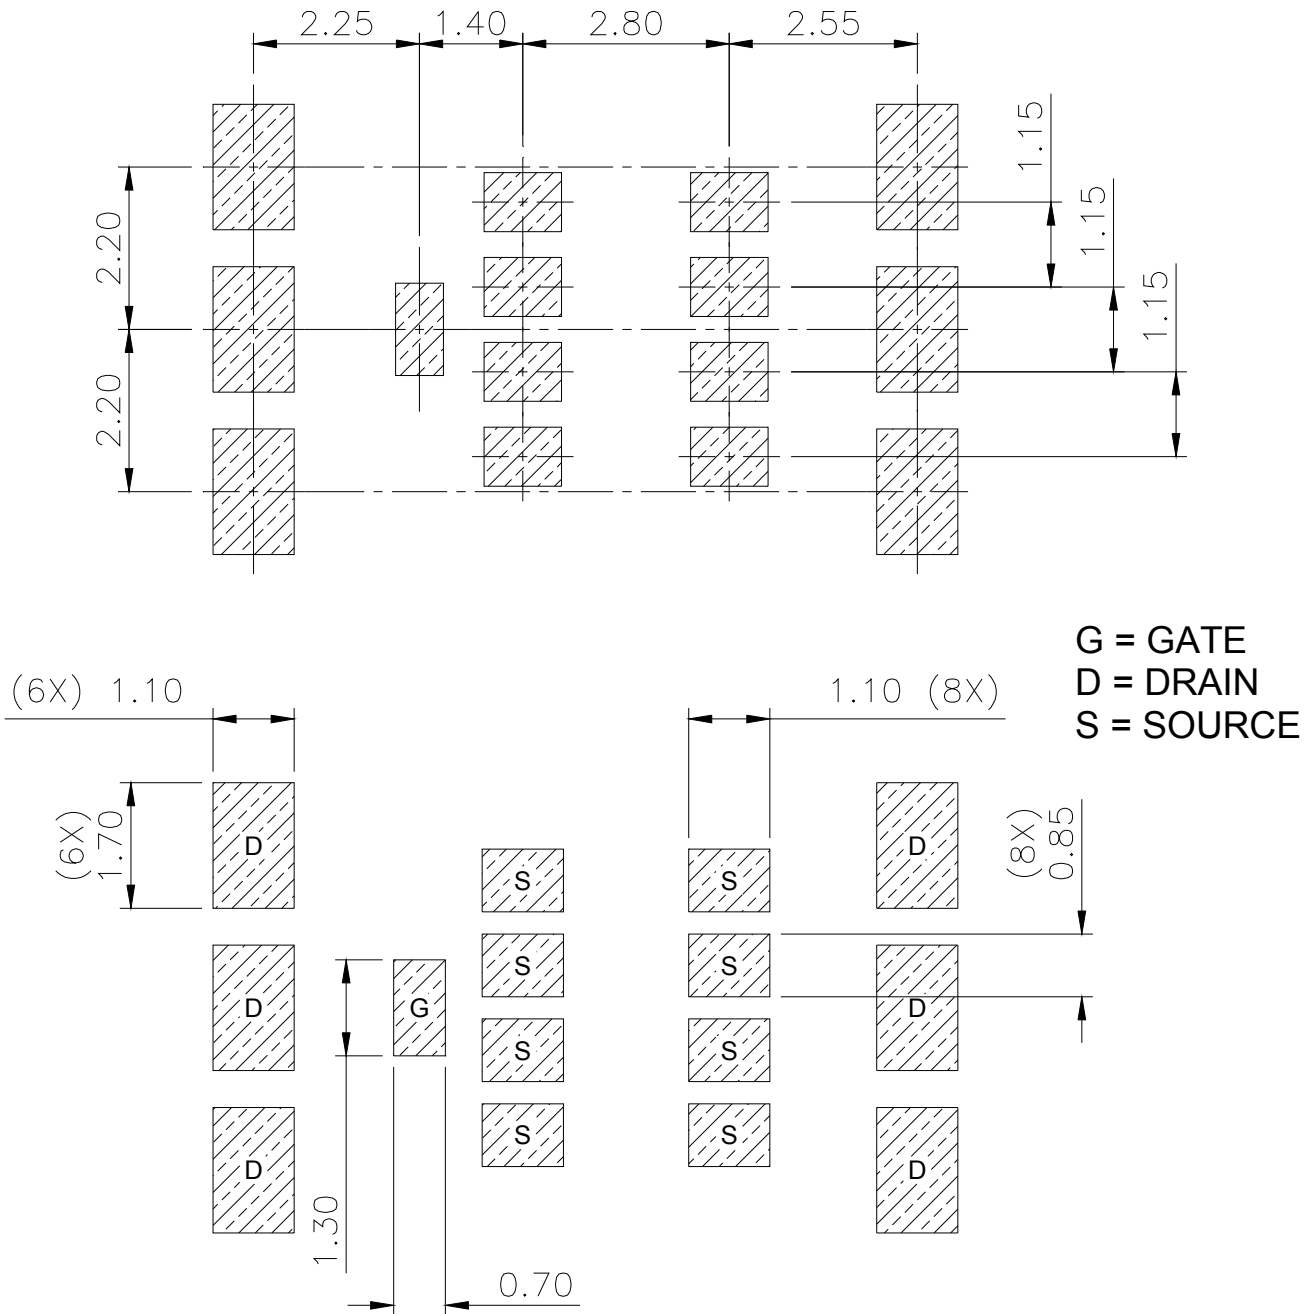 2.25 1.40 2.80 2.55
1.15
1.15
1.15
2.20
2.20
G = GATE
D = DRAIN
S = SOURCE
(6X) 1.10
1.10 (8X)
(6X)
1.70
(8X)
0.85
D D
S S
S S
D G D
S S
S S
D D
1.30
0.70